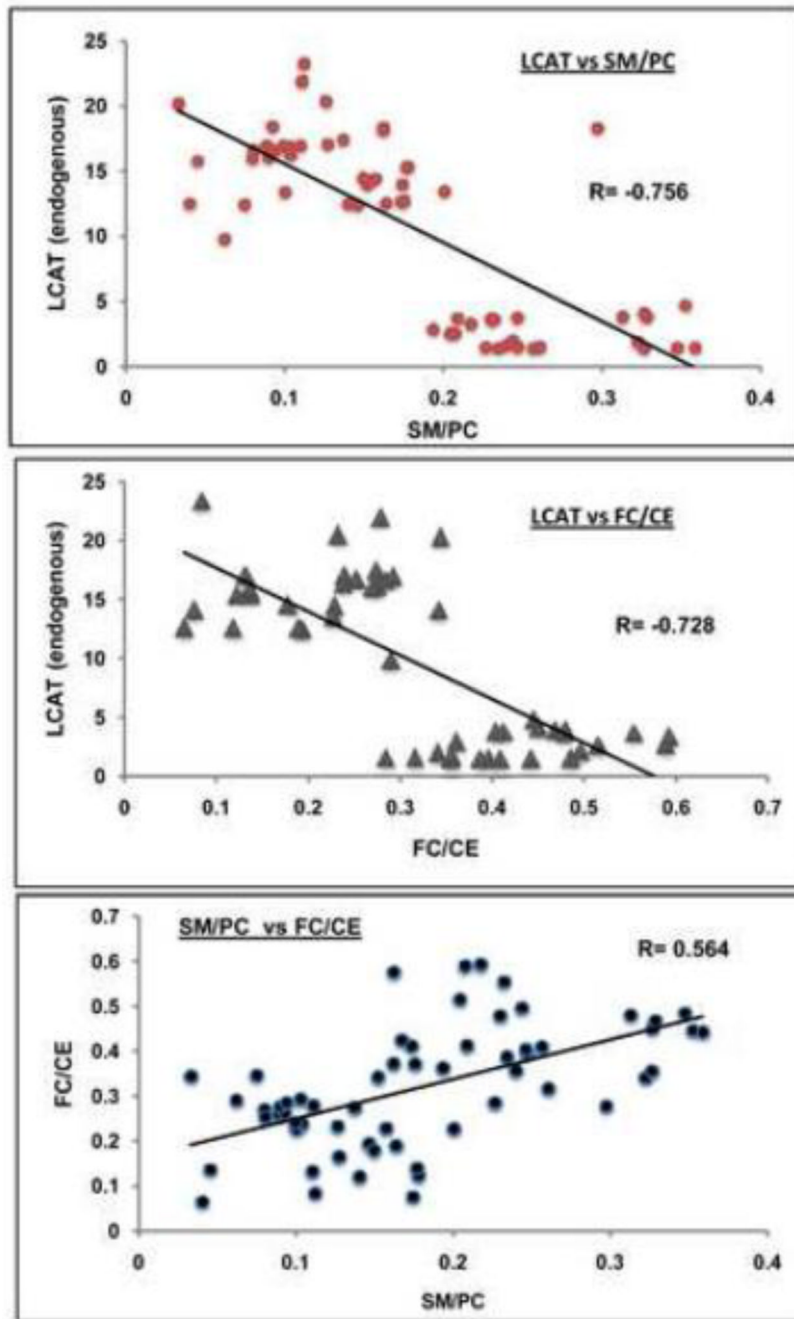 LCAT vs SM/PC
R= -0.756
LCAT (endogenous)
25
20
15
10
5
0
0 0.1 0.2 0.3 0.4
SM/PC
LCAT vs FC/CE
R= -0.728
LCAT (endogenous)
25
20
15
10
5
0
0 0.1 0.2 0.3 0.4 0.5 0.6 0.7
FC/CE
SM/PC vs FC/CE
R= 0.564
FC/CE
0.7
0.6
0.5
0.4
0.3
0.2
0.1
0
0 0.1 0.2 0.3 0.4
SM/PC